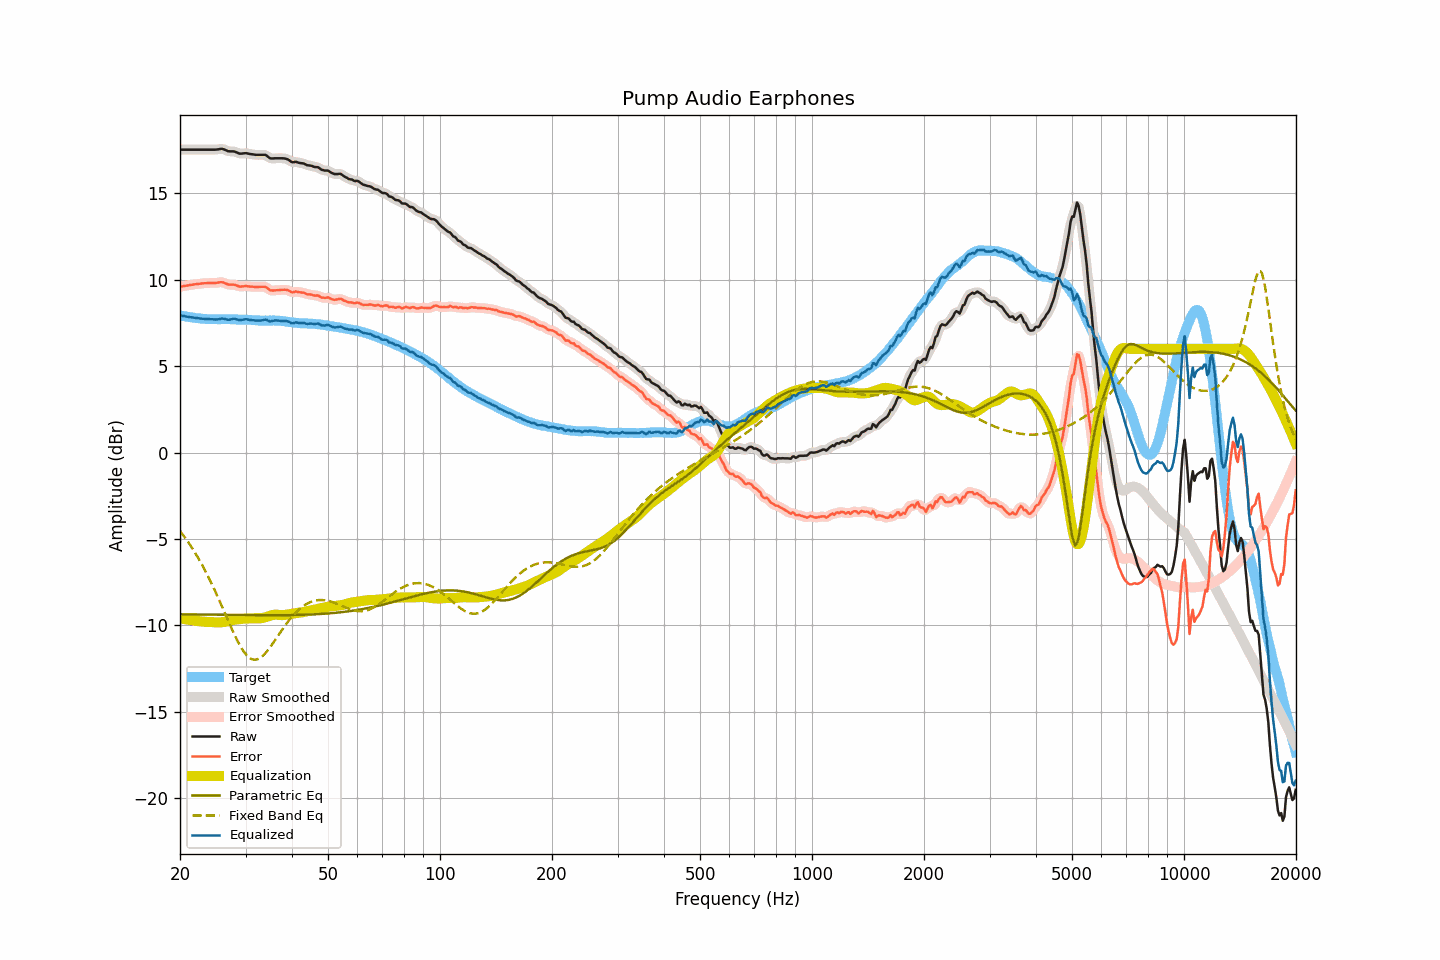 Pump Audio Earphones
Amplitude (dBr)
15
10
5
0
−5
−10
−15
−20
Target
Raw Smoothed
Error Smoothed
Raw
Error
Equalization
Parametric Eq
Fixed Band Eq
Equalized
20 50 100 200 500 1000 2000 5000 10000 20000
Frequency (Hz)